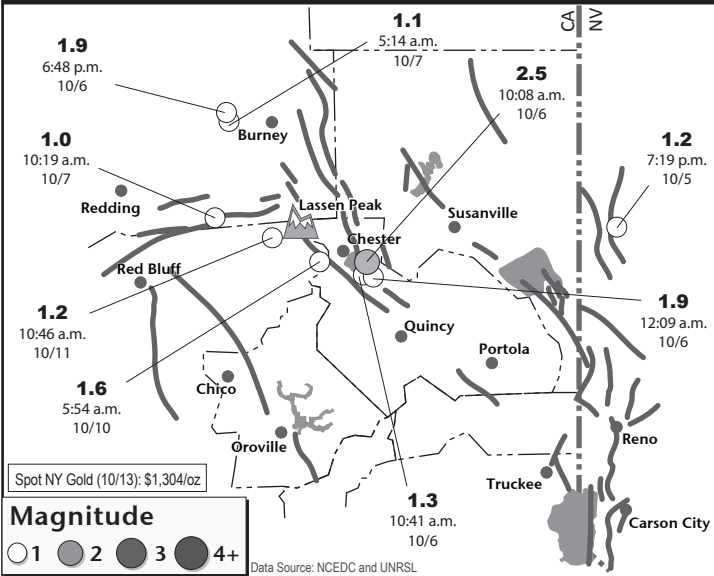 CA NV
1.1
5:14 a.m.
10/7
1.9
6:48 p.m.
10/6
2.5
10:08 a.m.
10/6
Burney
1.0
10:19 a.m.
10/7
1.2
7:19 p.m.
10/5
Redding
Lassen Peak
Susanville
Chester
Red Bluff
1.2
10:46 a.m.
10/11
1.9
12:09 a.m.
10/6
Quincy
Portola
1.6
5:54 a.m.
10/10
Chico
Oroville
Reno
Truckee
Spot NY Gold (10/13): $1,304/oz
1.3
10:41 a.m.
10/6
Carson City
Magnitude
1 2 3 4+
Data Source: NCEDC and UNRSL